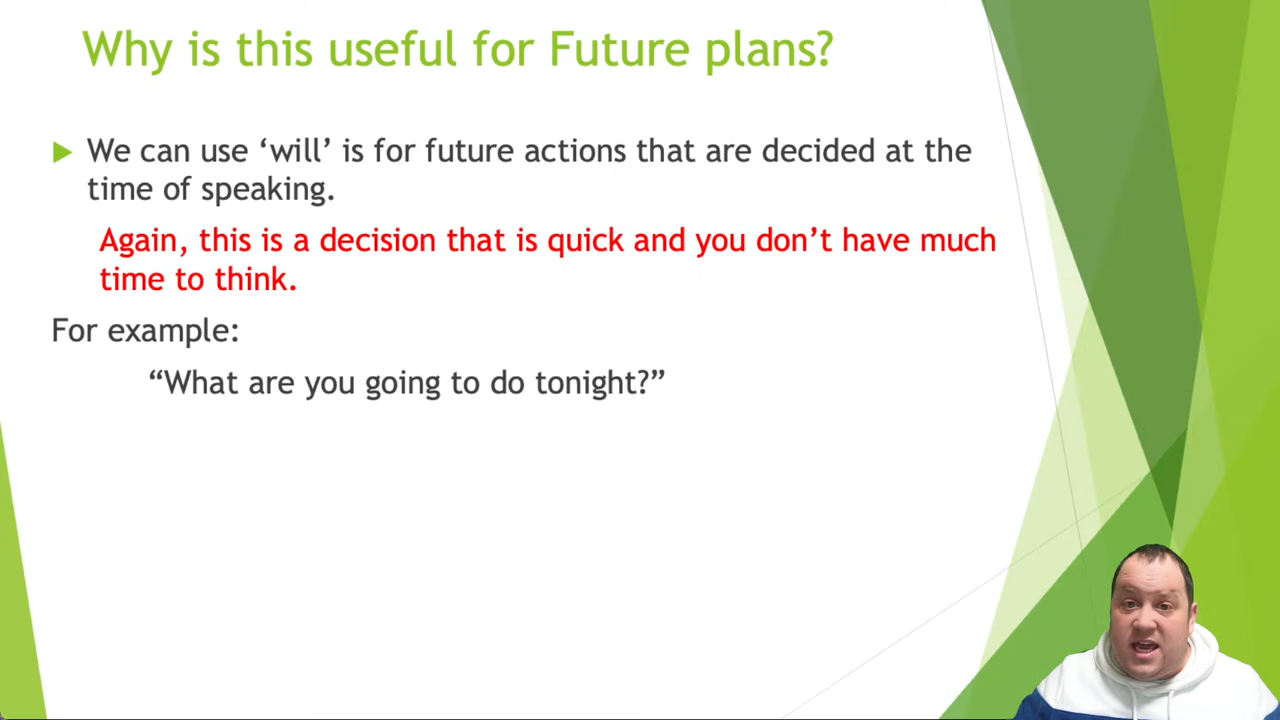 Why is this useful for Future plans?
We can use ‘will’ is for future actions that are decided at the
time of speaking.
Again, this is a decision that is quick and you don’t have much
time to think.
For example:
“What are you going to do tonight?”